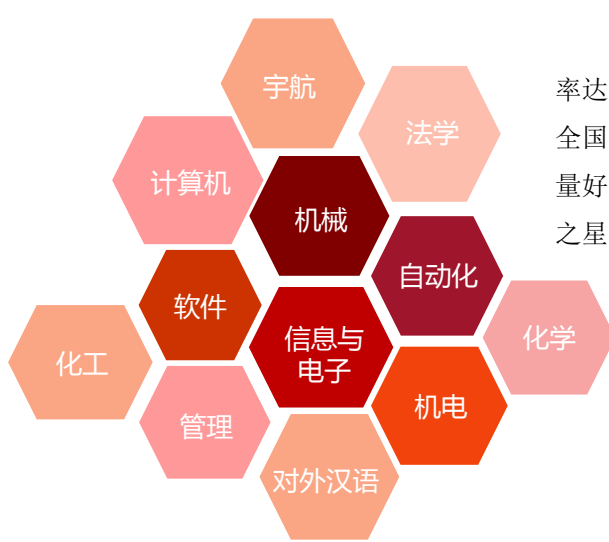 宇航
法学
计算机
机械
自动化
软件
信息与
电子
化学
化工
机电
管理
对外汉语
率达
全国
量好
之星